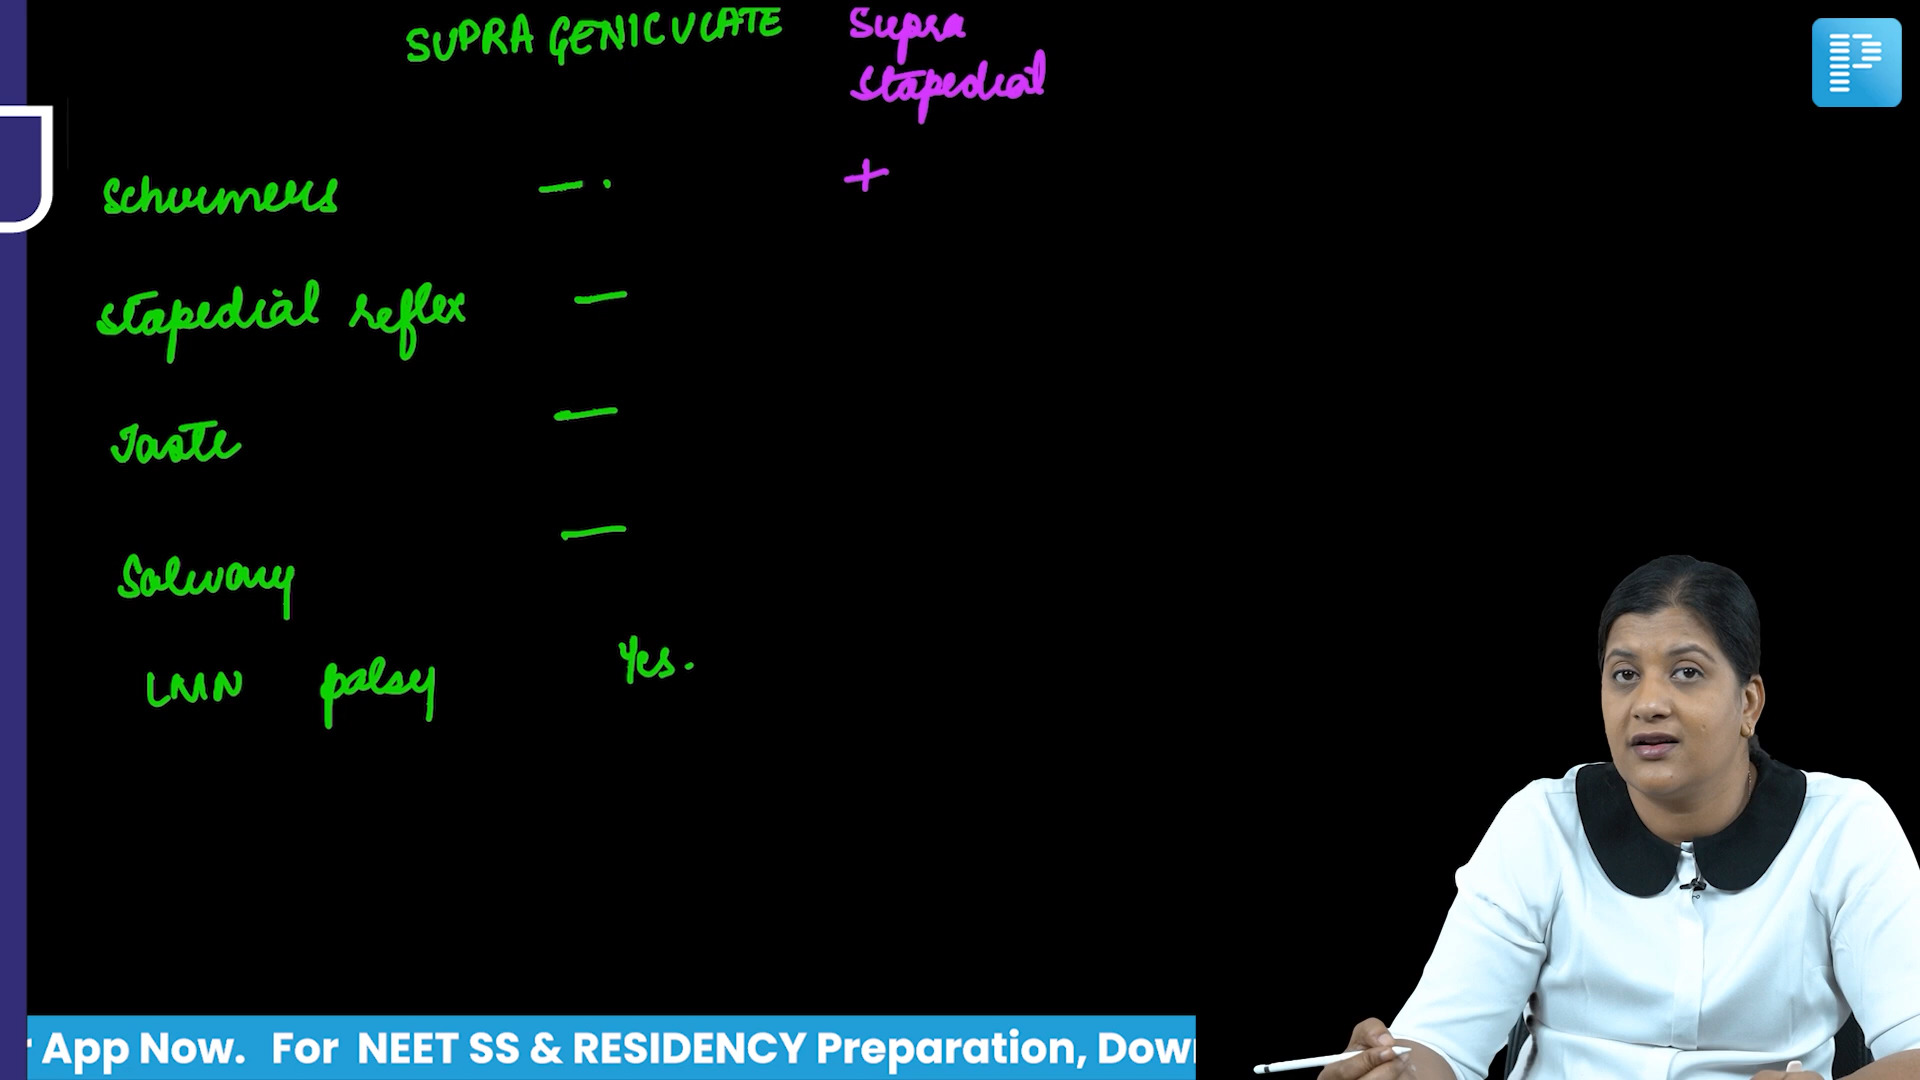 SUPRA GENICULATE
Supra
Stapedial
Schirmers — . +
Stapedial reflex —
Taste —
Salivary —
LMN palsy Yes.
r App Now. For NEET SS & RESIDENCY Preparation, Dow